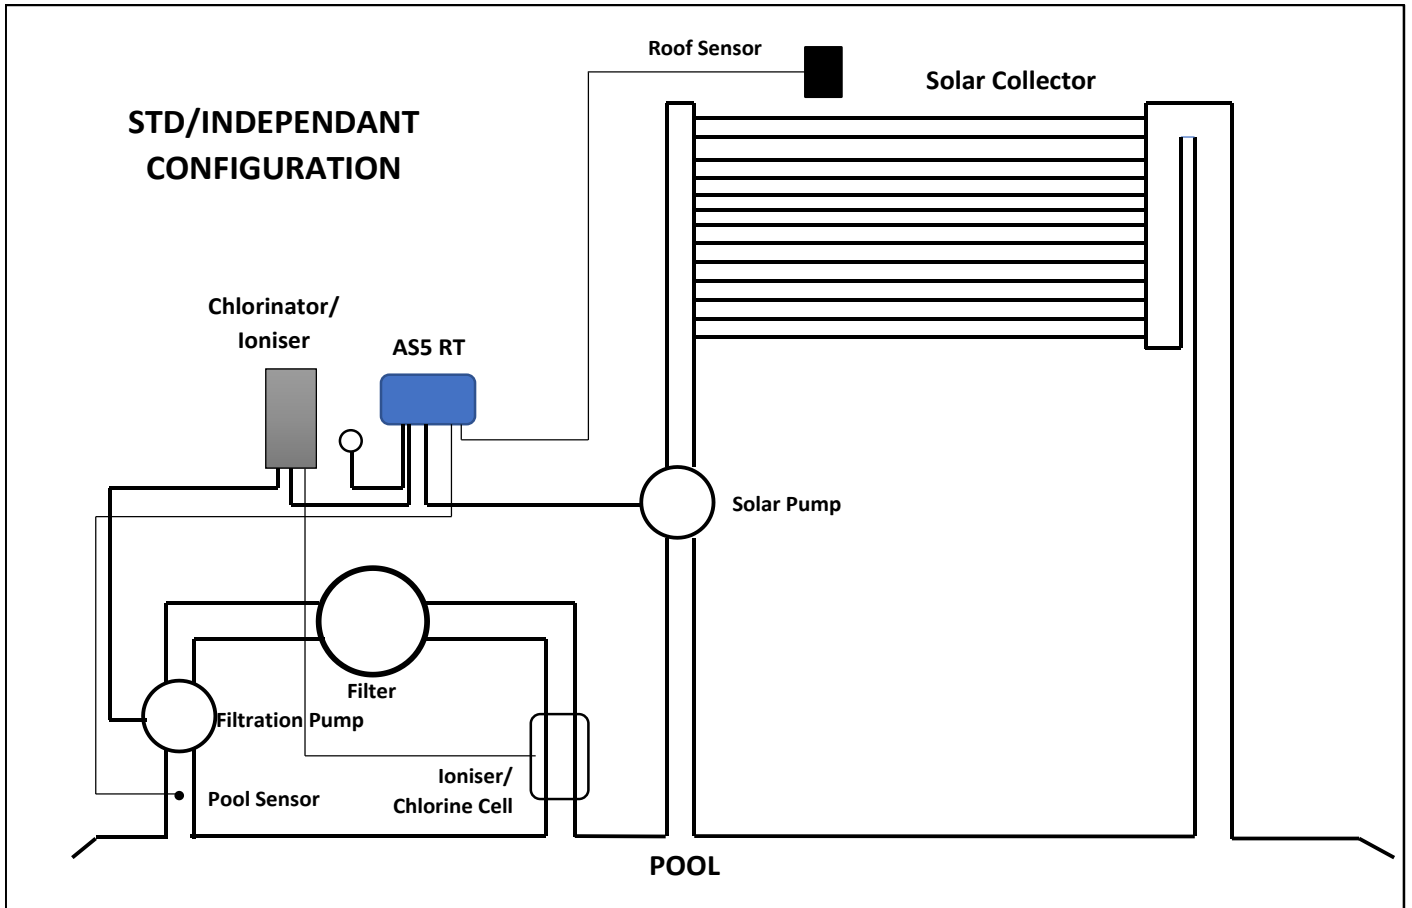 Roof Sensor
Solar Collector
STD/INDEPENDANT
CONFIGURATION
Chlorinator/
Ioniser
AS5 RT
Solar Pump
Filter
Filtration Pump
Ioniser/
Chlorine Cell
Pool Sensor
POOL